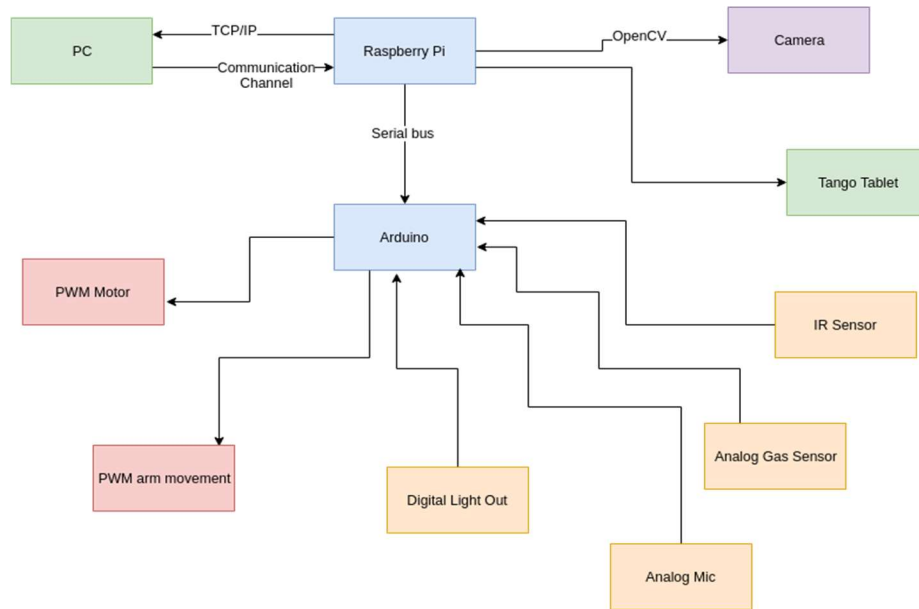 PC
TCP/IP
Communication
Channel
Raspberry Pi
OpenCV
Camera
Serial bus
Tango Tablet
Arduino
PWM Motor
IR Sensor
PWM arm movement
Digital Light Out
Analog Gas Sensor
Analog Mic